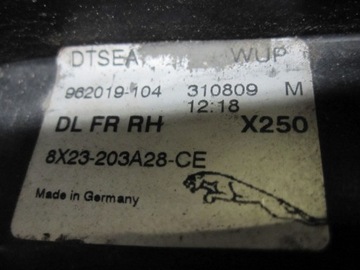 DTSEA WUP
962019-104 310809 M
12:18
DL FR RH X250
8X23-203A28-CE
Made in Germany